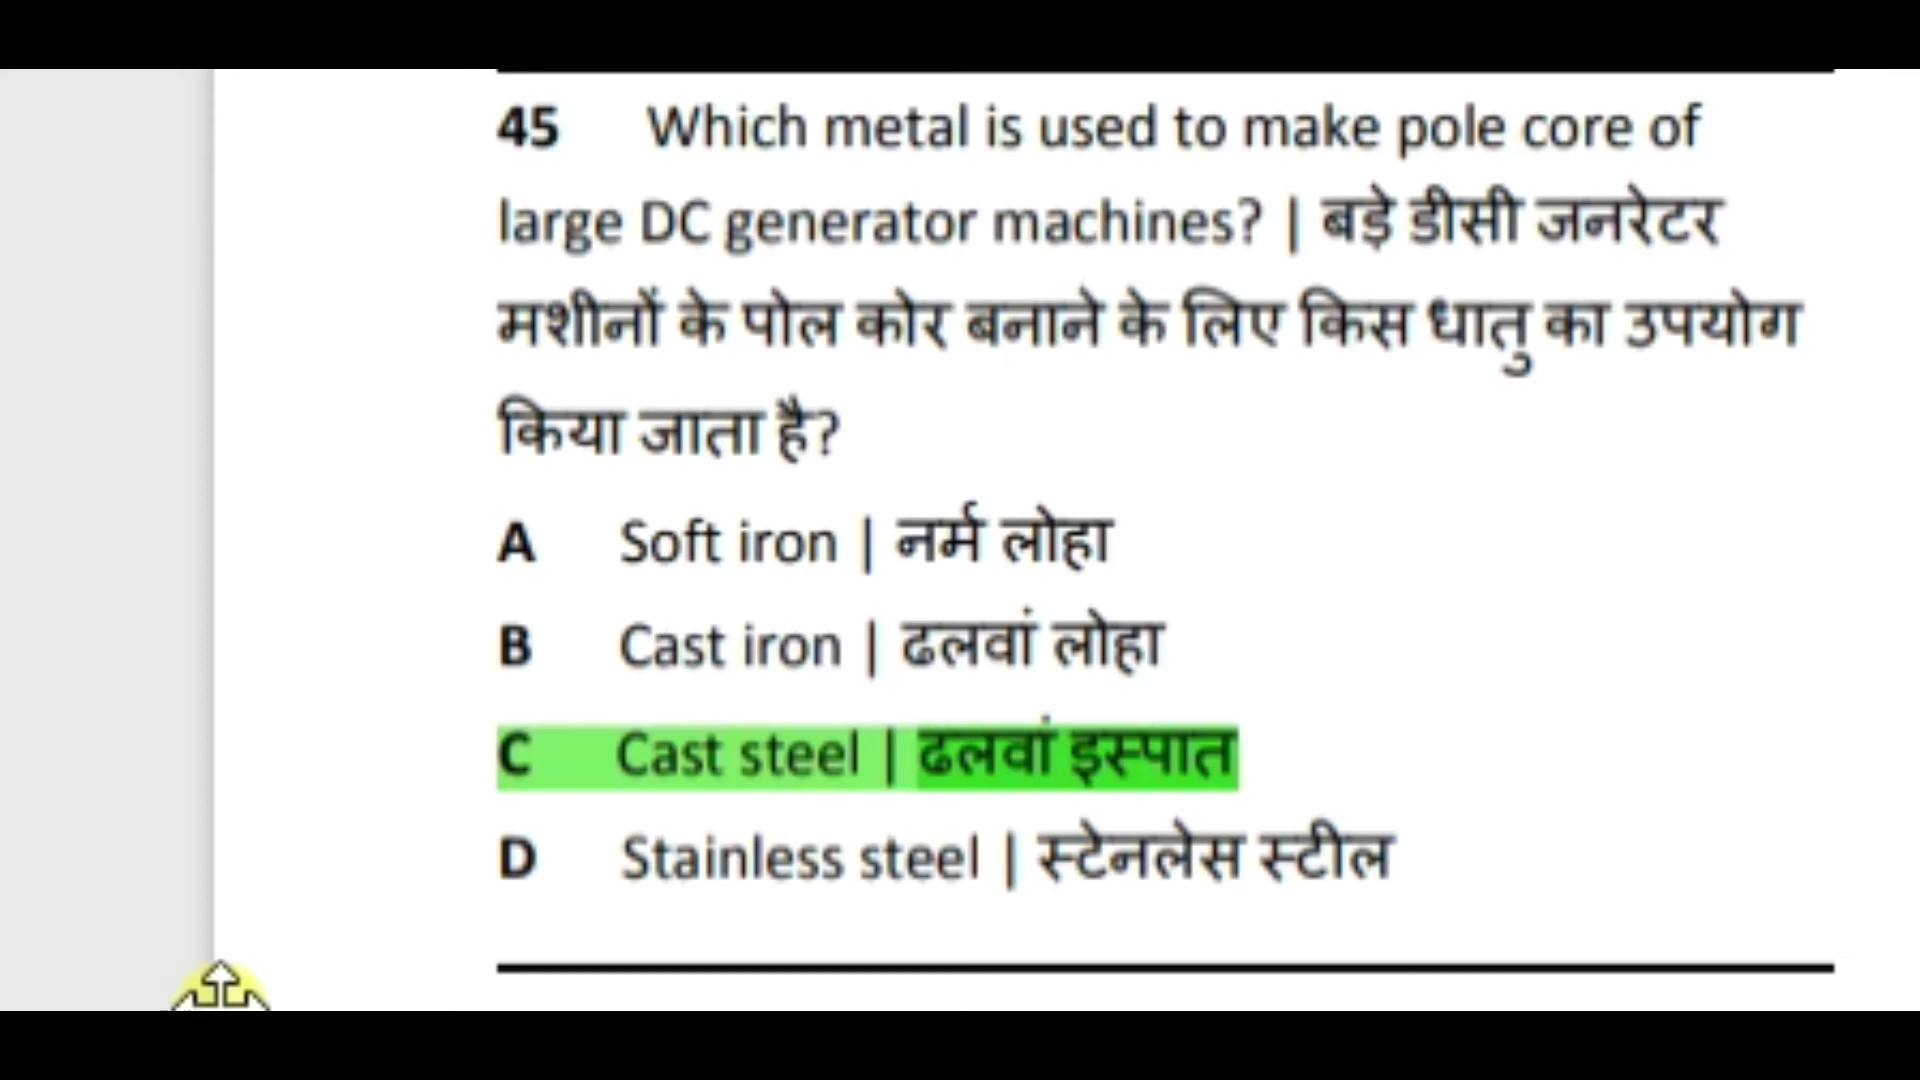 45 Which metal is used to make pole core of
large DC generator machines? | बड़े डीसी जनरेटर
मशीनों के पोल कोर बनाने के लिए किस धातु का उपयोग
किया जाता है?
A Soft iron | नर्म लोहा
B Cast iron | ढलवां लोहा
C Cast steel | ढलवां इस्पात
D Stainless steel | स्टेनलेस स्टील